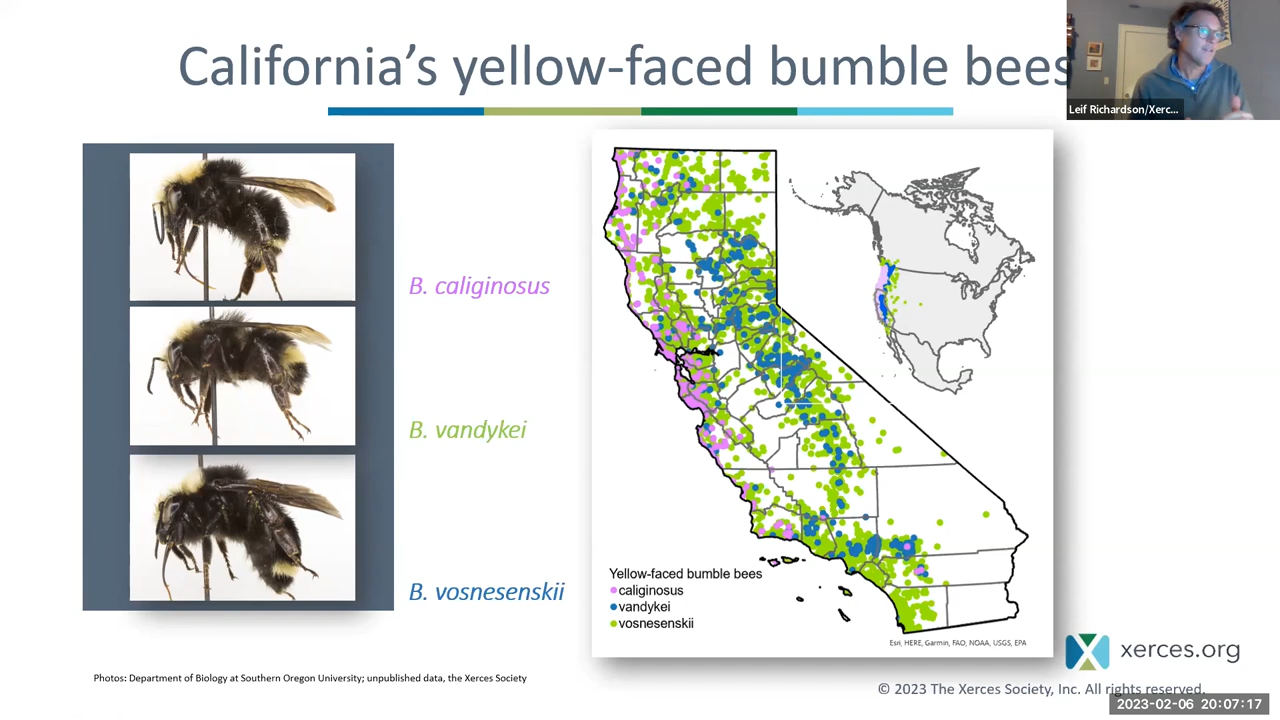 California's yellow-faced bumble bees
Leif Richardson/Xerc...
B. caliginosus
B. vandykei
B. vosnesenskii
Yellow-faced bumble bees
caliginosus
vandykei
vosnesenskii
Esri, HERE, Garmin, FAO, NOAA, USGS, EPA
Photos: Department of Biology at Southern Oregon University; unpublished data, the Xerces Society
xerces.org
© 2023 The Xerces Society, Inc. All rights reserved.
2023-02-06 20:07:17